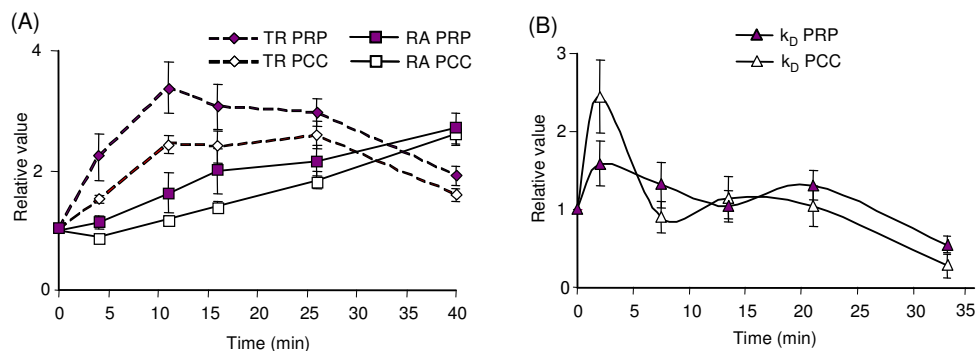 (A)
TR PRP
RA PRP
TR PCC
RA PCC
4
2
0
Relative value
0 5 10 15 20 25 30 35 40
Time (min)
(B)
k_D PRP
k_D PCC
3
2
1
0
Relative value
0 5 10 15 20 25 30 35
Time (min)